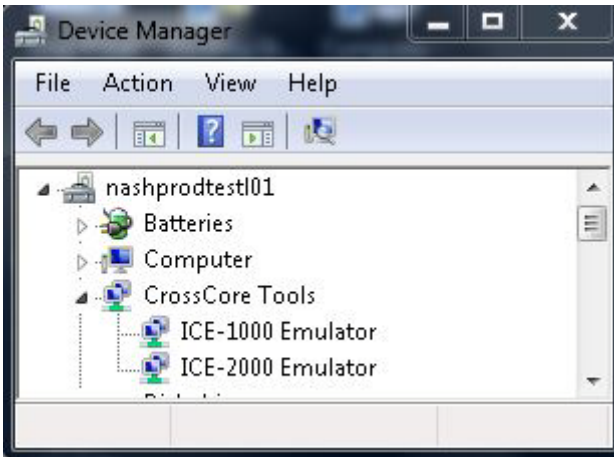 Device Manager
File Action View Help
nashprodtestl01
Batteries
Computer
CrossCore Tools
ICE-1000 Emulator
ICE-2000 Emulator